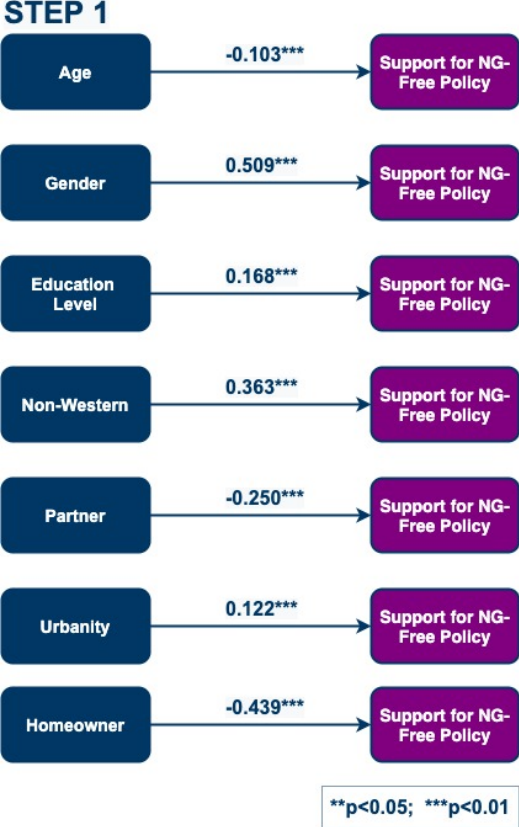 STEP 1
Age
-0.103***
Support for NG-
Free Policy
Gender
0.509***
Support for NG-
Free Policy
Education
Level
0.168***
Support for NG-
Free Policy
Non-Western
0.363***
Support for NG-
Free Policy
Partner
-0.250***
Support for NG-
Free Policy
Urbanity
0.122***
Support for NG-
Free Policy
Homeowner
-0.439***
Support for NG-
Free Policy
**p<0.05; ***p<0.01